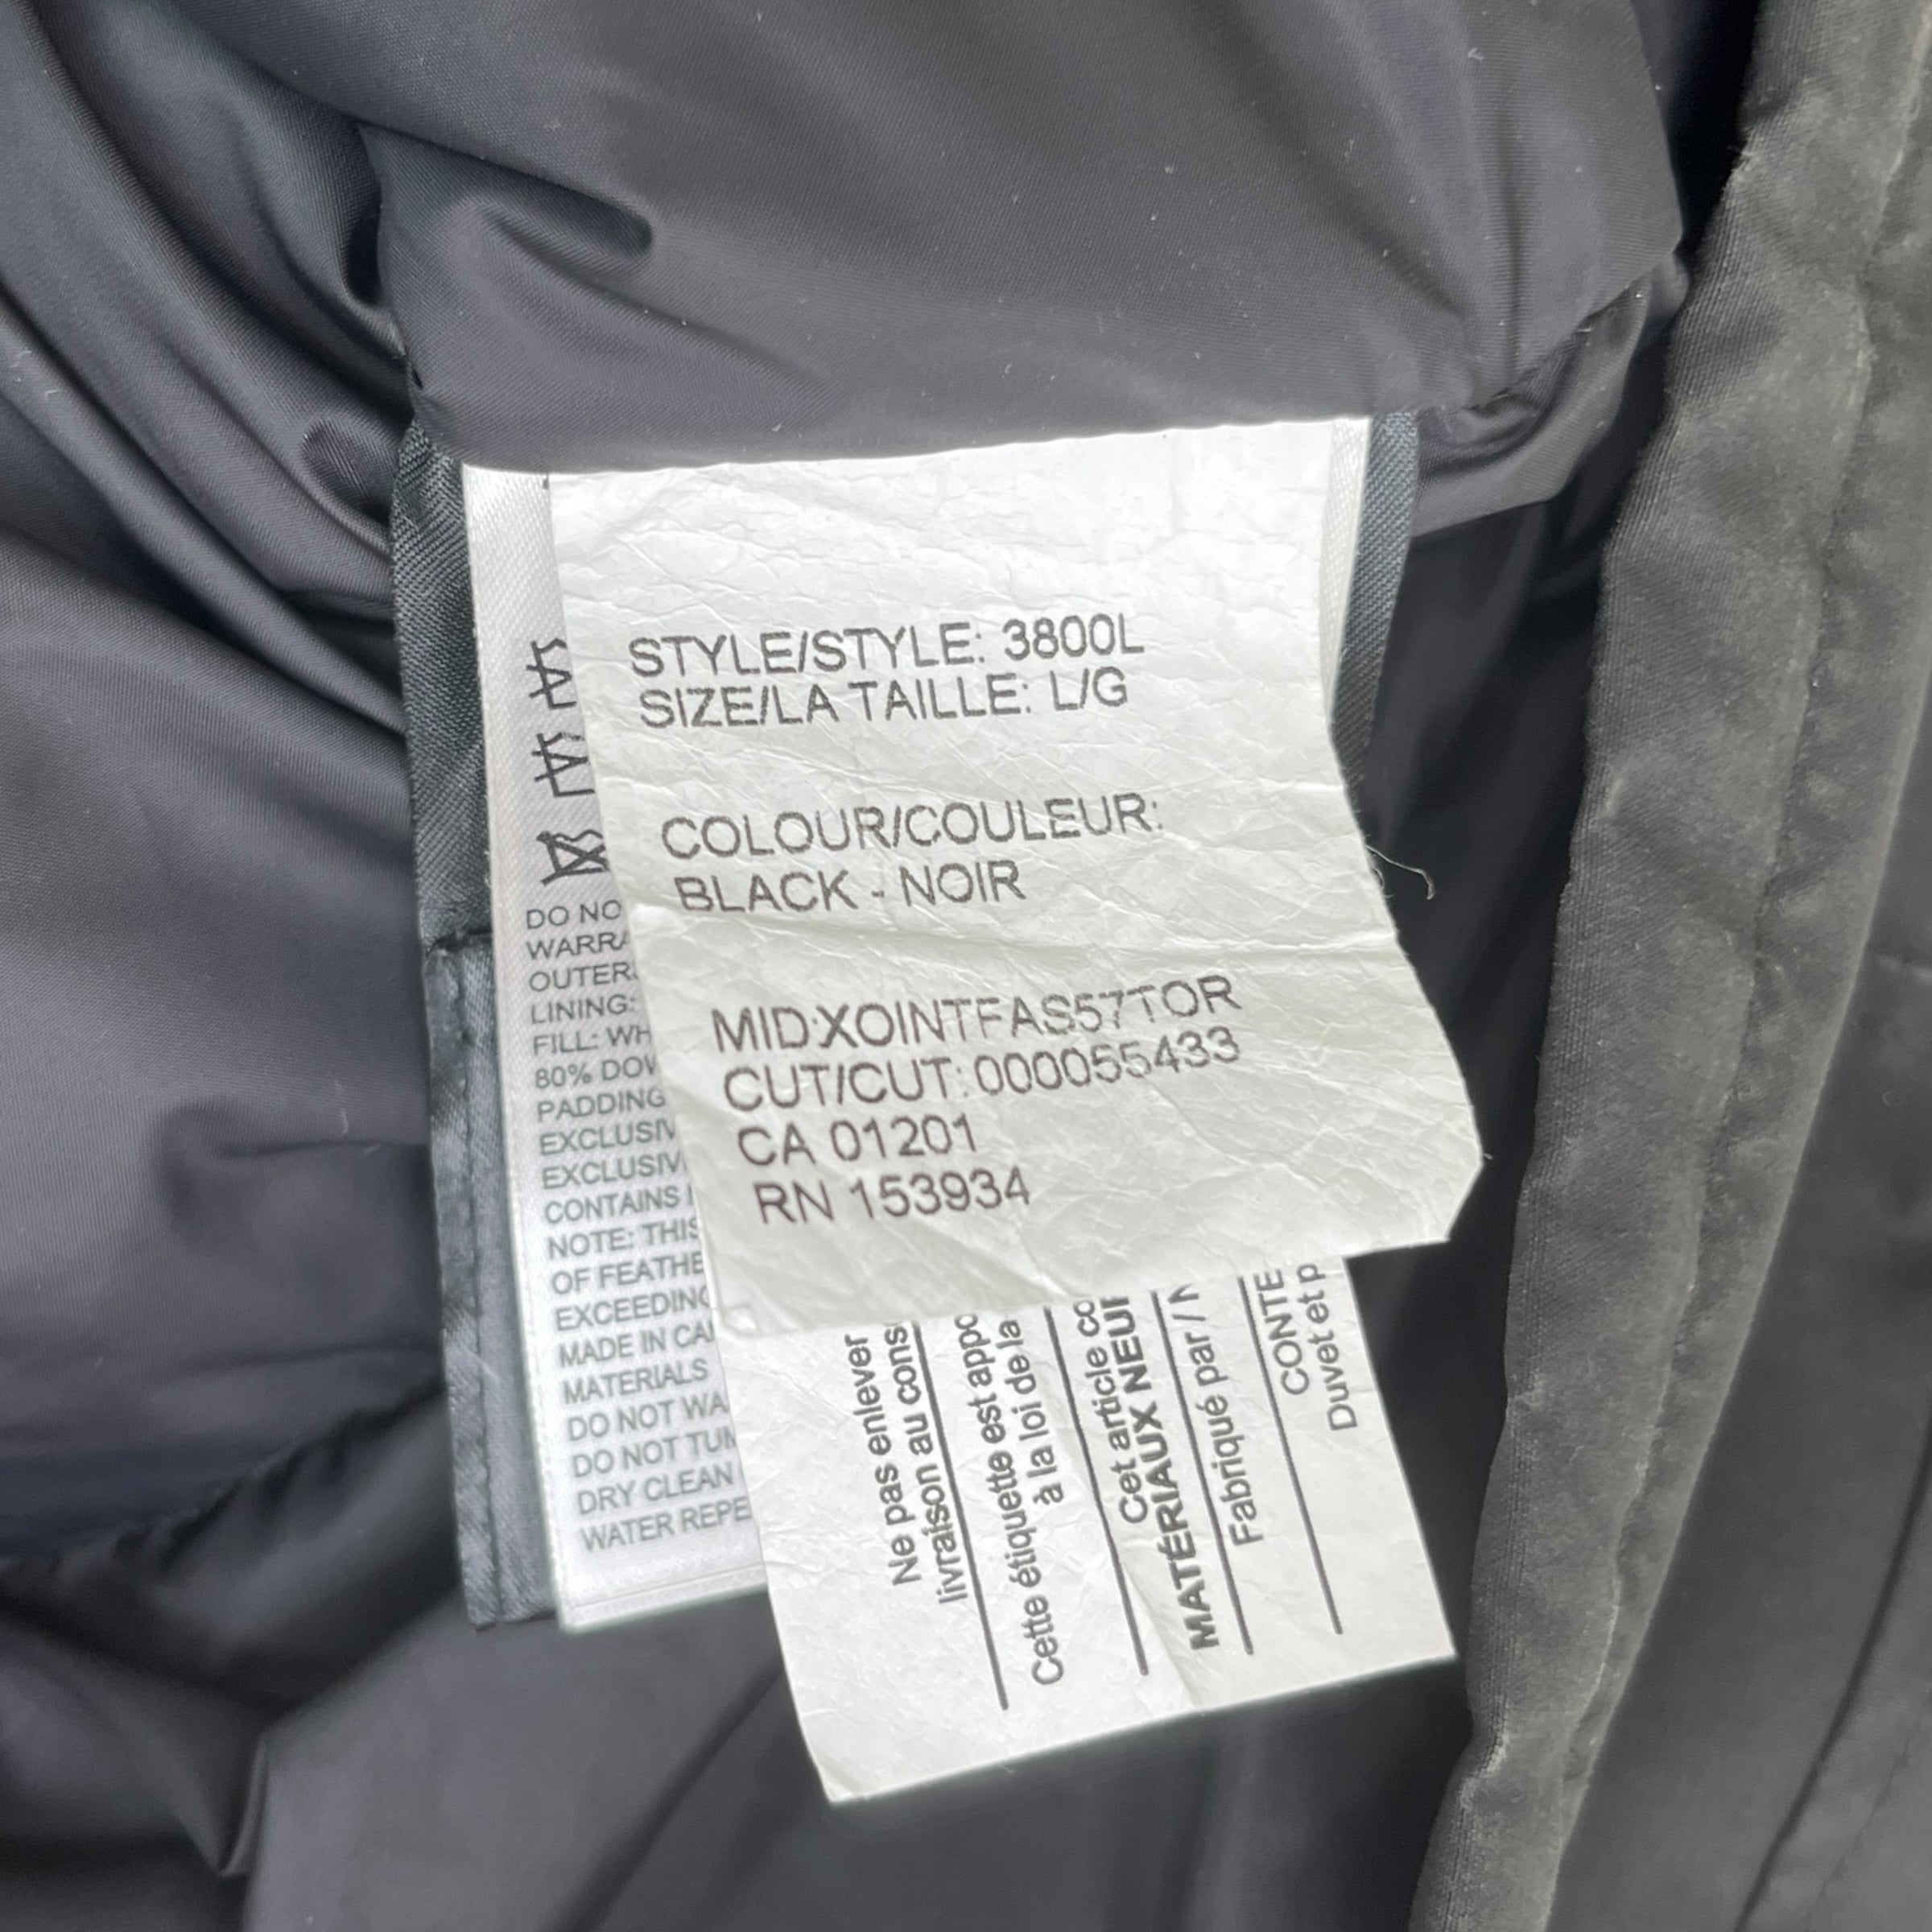 STYLE/STYLE: 3800L
SIZE/LA TAILLE: L/G
COLOUR/COULEUR:
BLACK - NOIR
MID:XOINTFAS57TOR
CUT/CUT: 000055433
CA 01201
RN 153934
DO NO
WARRA
OUTER
LINING:
FILL: WH
80% DOW
PADDING
EXCLUSIV
EXCLUSIV
CONTAINS
NOTE: THIS
OF FEATHE
EXCEEDING
MADE IN CA
MATERIALS
DO NOT WA
DO NOT TUM
DRY CLEAN
WATER REPE
Ne pas enlever
livraison au cons
Cette étiquette est appo
à la loi de la
Cet article co
MATÉRIAUX NEUF
Fabriqué par /
CONTE
Duvet et p